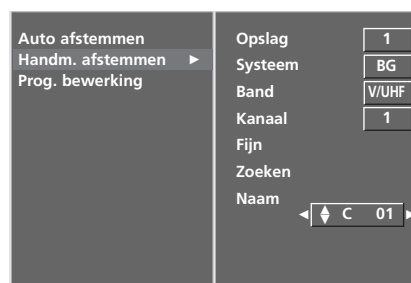 Auto afstemmen
Handm. afstemmen ►
Prog. bewerking
Opslag 1
Systeem BG
Band V/UHF
Kanaal 1
Fijn
Zoeken
Naam
C 01